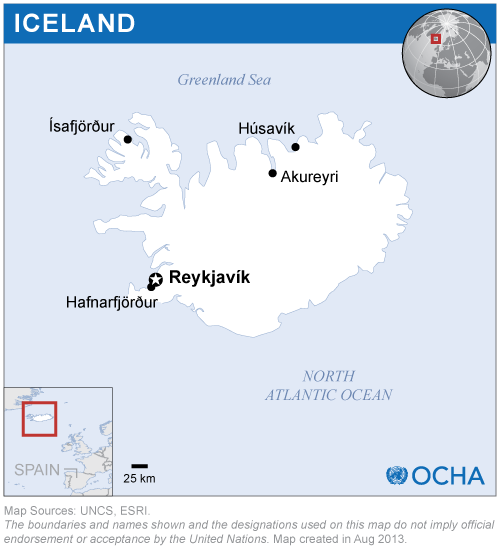 ICELAND
Greenland Sea
Ísafjörður
Húsavík
Akureyri
Reykjavík
Hafnarfjörður
NORTH
ATLANTIC OCEAN
SPAIN
25 km
OCHA
Map Sources: UNCS, ESRI.
The boundaries and names shown and the designations used on this map do not imply official
endorsement or acceptance by the United Nations. Map created in Aug 2013.